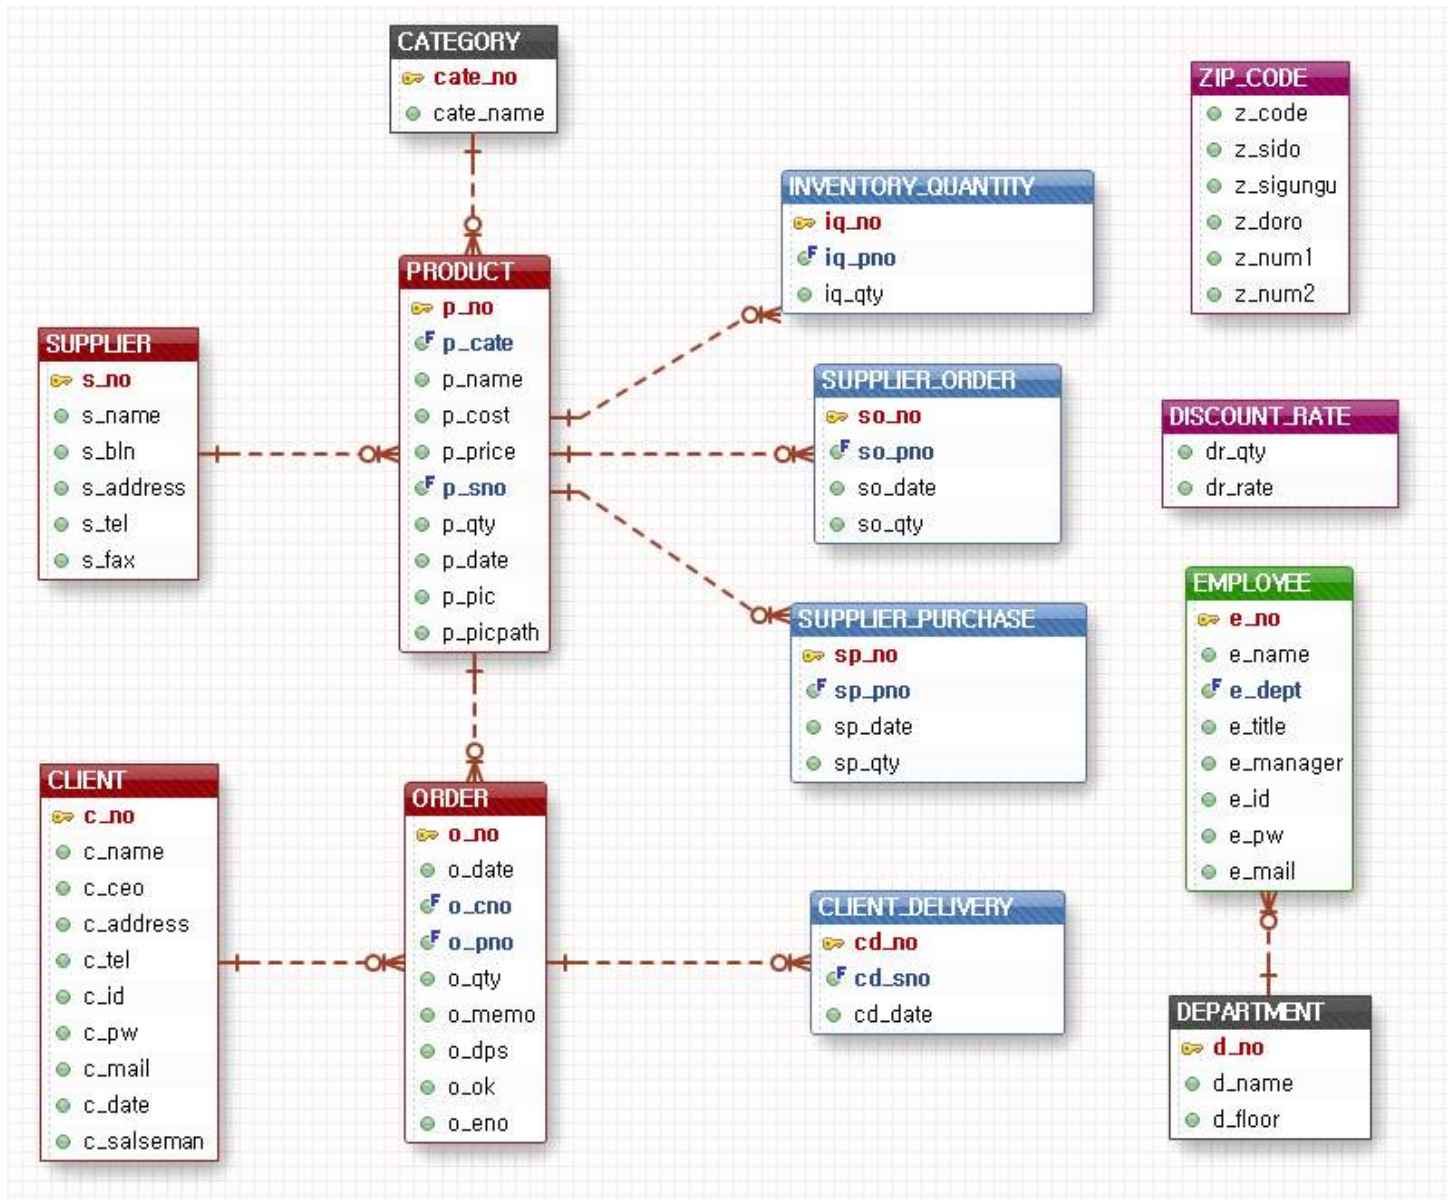 CATEGORY
cate_no
cate_name
ZIP_CODE
z_code
z_sido
z_sigungu
z_doro
z_num1
z_num2
INVENTORY_QUANTITY
iq_no
F iq_pno
iq_qty
PRODUCT
p_no
F p_cate
p_name
p_cost
p_price
F p_sno
p_qty
p_date
p_pic
p_picpath
SUPPLIER
s_no
s_name
s_bln
s_address
s_tel
s_fax
SUPPLIER_ORDER
so_no
F so_pno
so_date
so_qty
DISCOUNT_RATE
dr_qty
dr_rate
SUPPLIER_PURCHASE
sp_no
F sp_pno
sp_date
sp_qty
EMPLOYEE
e_no
e_name
F e_dept
e_title
e_manager
e_id
e_pw
e_mail
CLIENT
c_no
c_name
c_ceo
c_address
c_tel
c_id
c_pw
c_mail
c_date
c_salseman
ORDER
o_no
o_date
F o_cno
F o_pno
o_qty
o_memo
o_dps
o_ok
o_eno
CLIENT_DELIVERY
cd_no
F cd_sno
cd_date
DEPARTMENT
d_no
d_name
d_floor